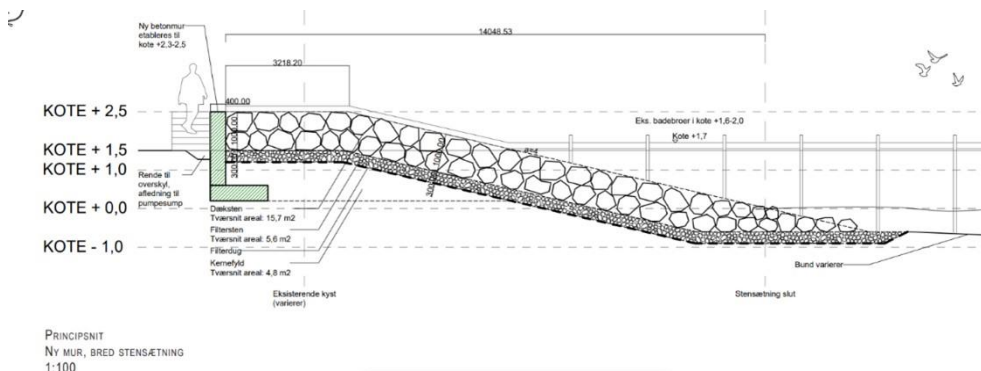 Ny betonmur
etableres til
kote +2.3-2.5
14048.53
3218.20
400.00
KOTE + 2,5
Eks. badebroer i kote +1,6-2,0
Kote +1,7
KOTE + 1,5
KOTE + 1,0
Rende til
overskyl,
afledning til
pumpesump
KOTE + 0,0
Dæksten
Tværsnit areal: 15,7 m2
Filtersten
Tværsnit areal: 5,6 m2
Filterdug
Kernefyld
Tværsnit areal: 4,8 m2
KOTE - 1,0
Bund varierer
Eksisterende kyst
(varierer)
Stensætning slut
PRINCIPSNIT
NY MUR, BRED STENSÆTNING
1:100